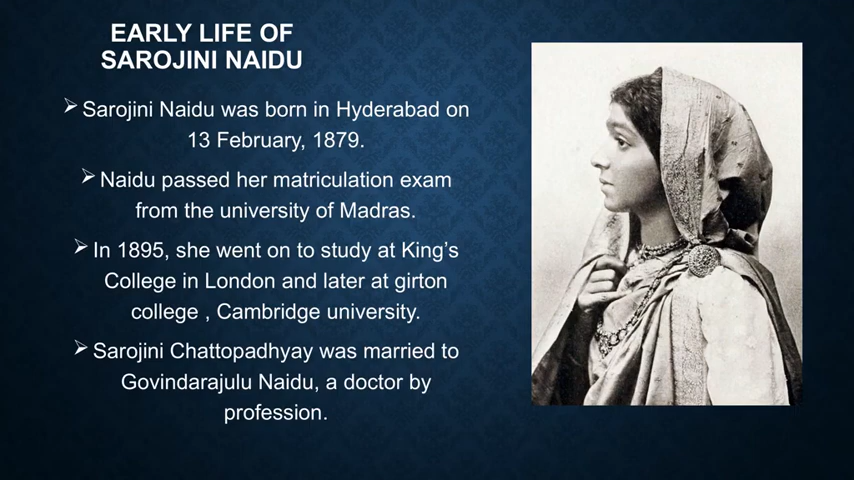 EARLY LIFE OF
SAROJINI NAIDU
➢ Sarojini Naidu was born in Hyderabad on
13 February, 1879.
➢ Naidu passed her matriculation exam
from the university of Madras.
➢ In 1895, she went on to study at King’s
College in London and later at girton
college , Cambridge university.
➢ Sarojini Chattopadhyay was married to
Govindarajulu Naidu, a doctor by
profession.